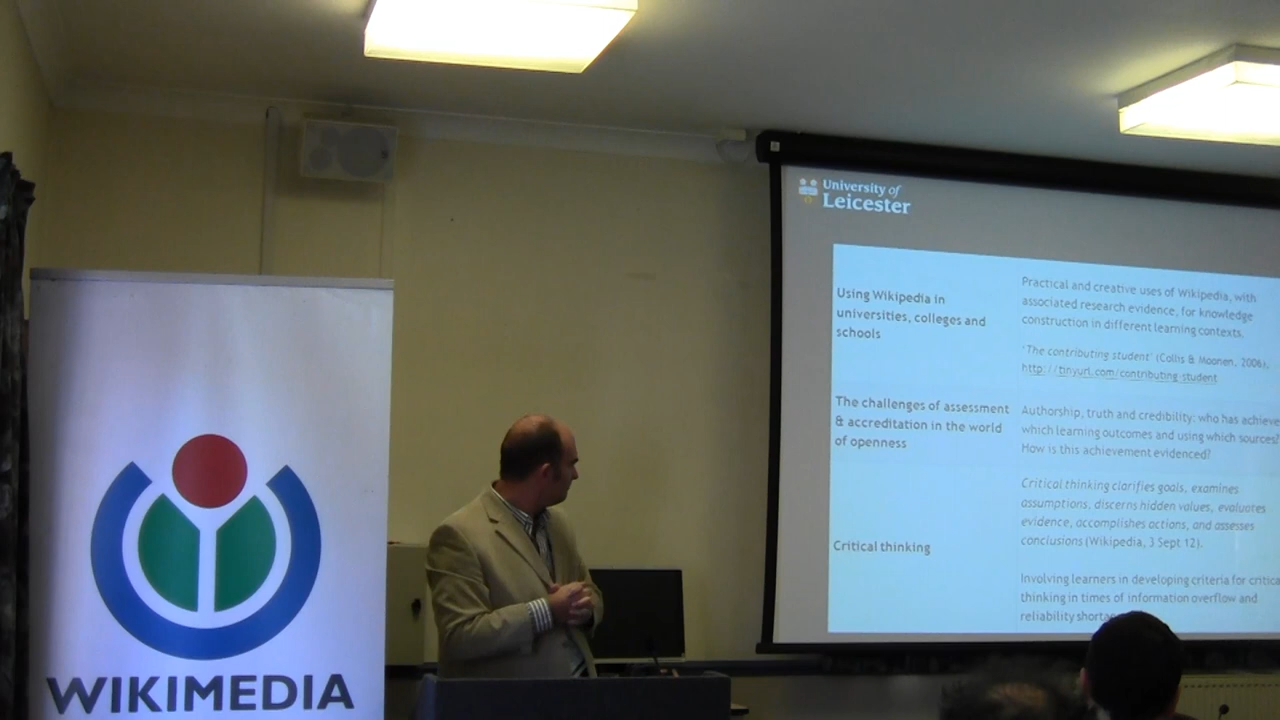 University of
Leicester
Using Wikipedia in
universities, colleges and
schools
Practical and creative uses of Wikipedia, with
associated research evidence, for knowledge
construction in different learning contexts.
'The contributing student' (Collis & Moonen, 2006),
http://tinyurl.com/contributing-student
The challenges of assessment
& accreditation in the world
of openness
Authorship, truth and credibility: who has achieve
which learning outcomes and using which sources?
How is this achievement evidenced?
Critical thinking
Critical thinking clarifies goals, examines
assumptions, discerns hidden values, evaluates
evidence, accomplishes actions, and assesses
conclusions (Wikipedia, 3 Sept 12).
Involving learners in developing criteria for critica
thinking in times of information overflow and
reliability shorta
WIKIMEDIA